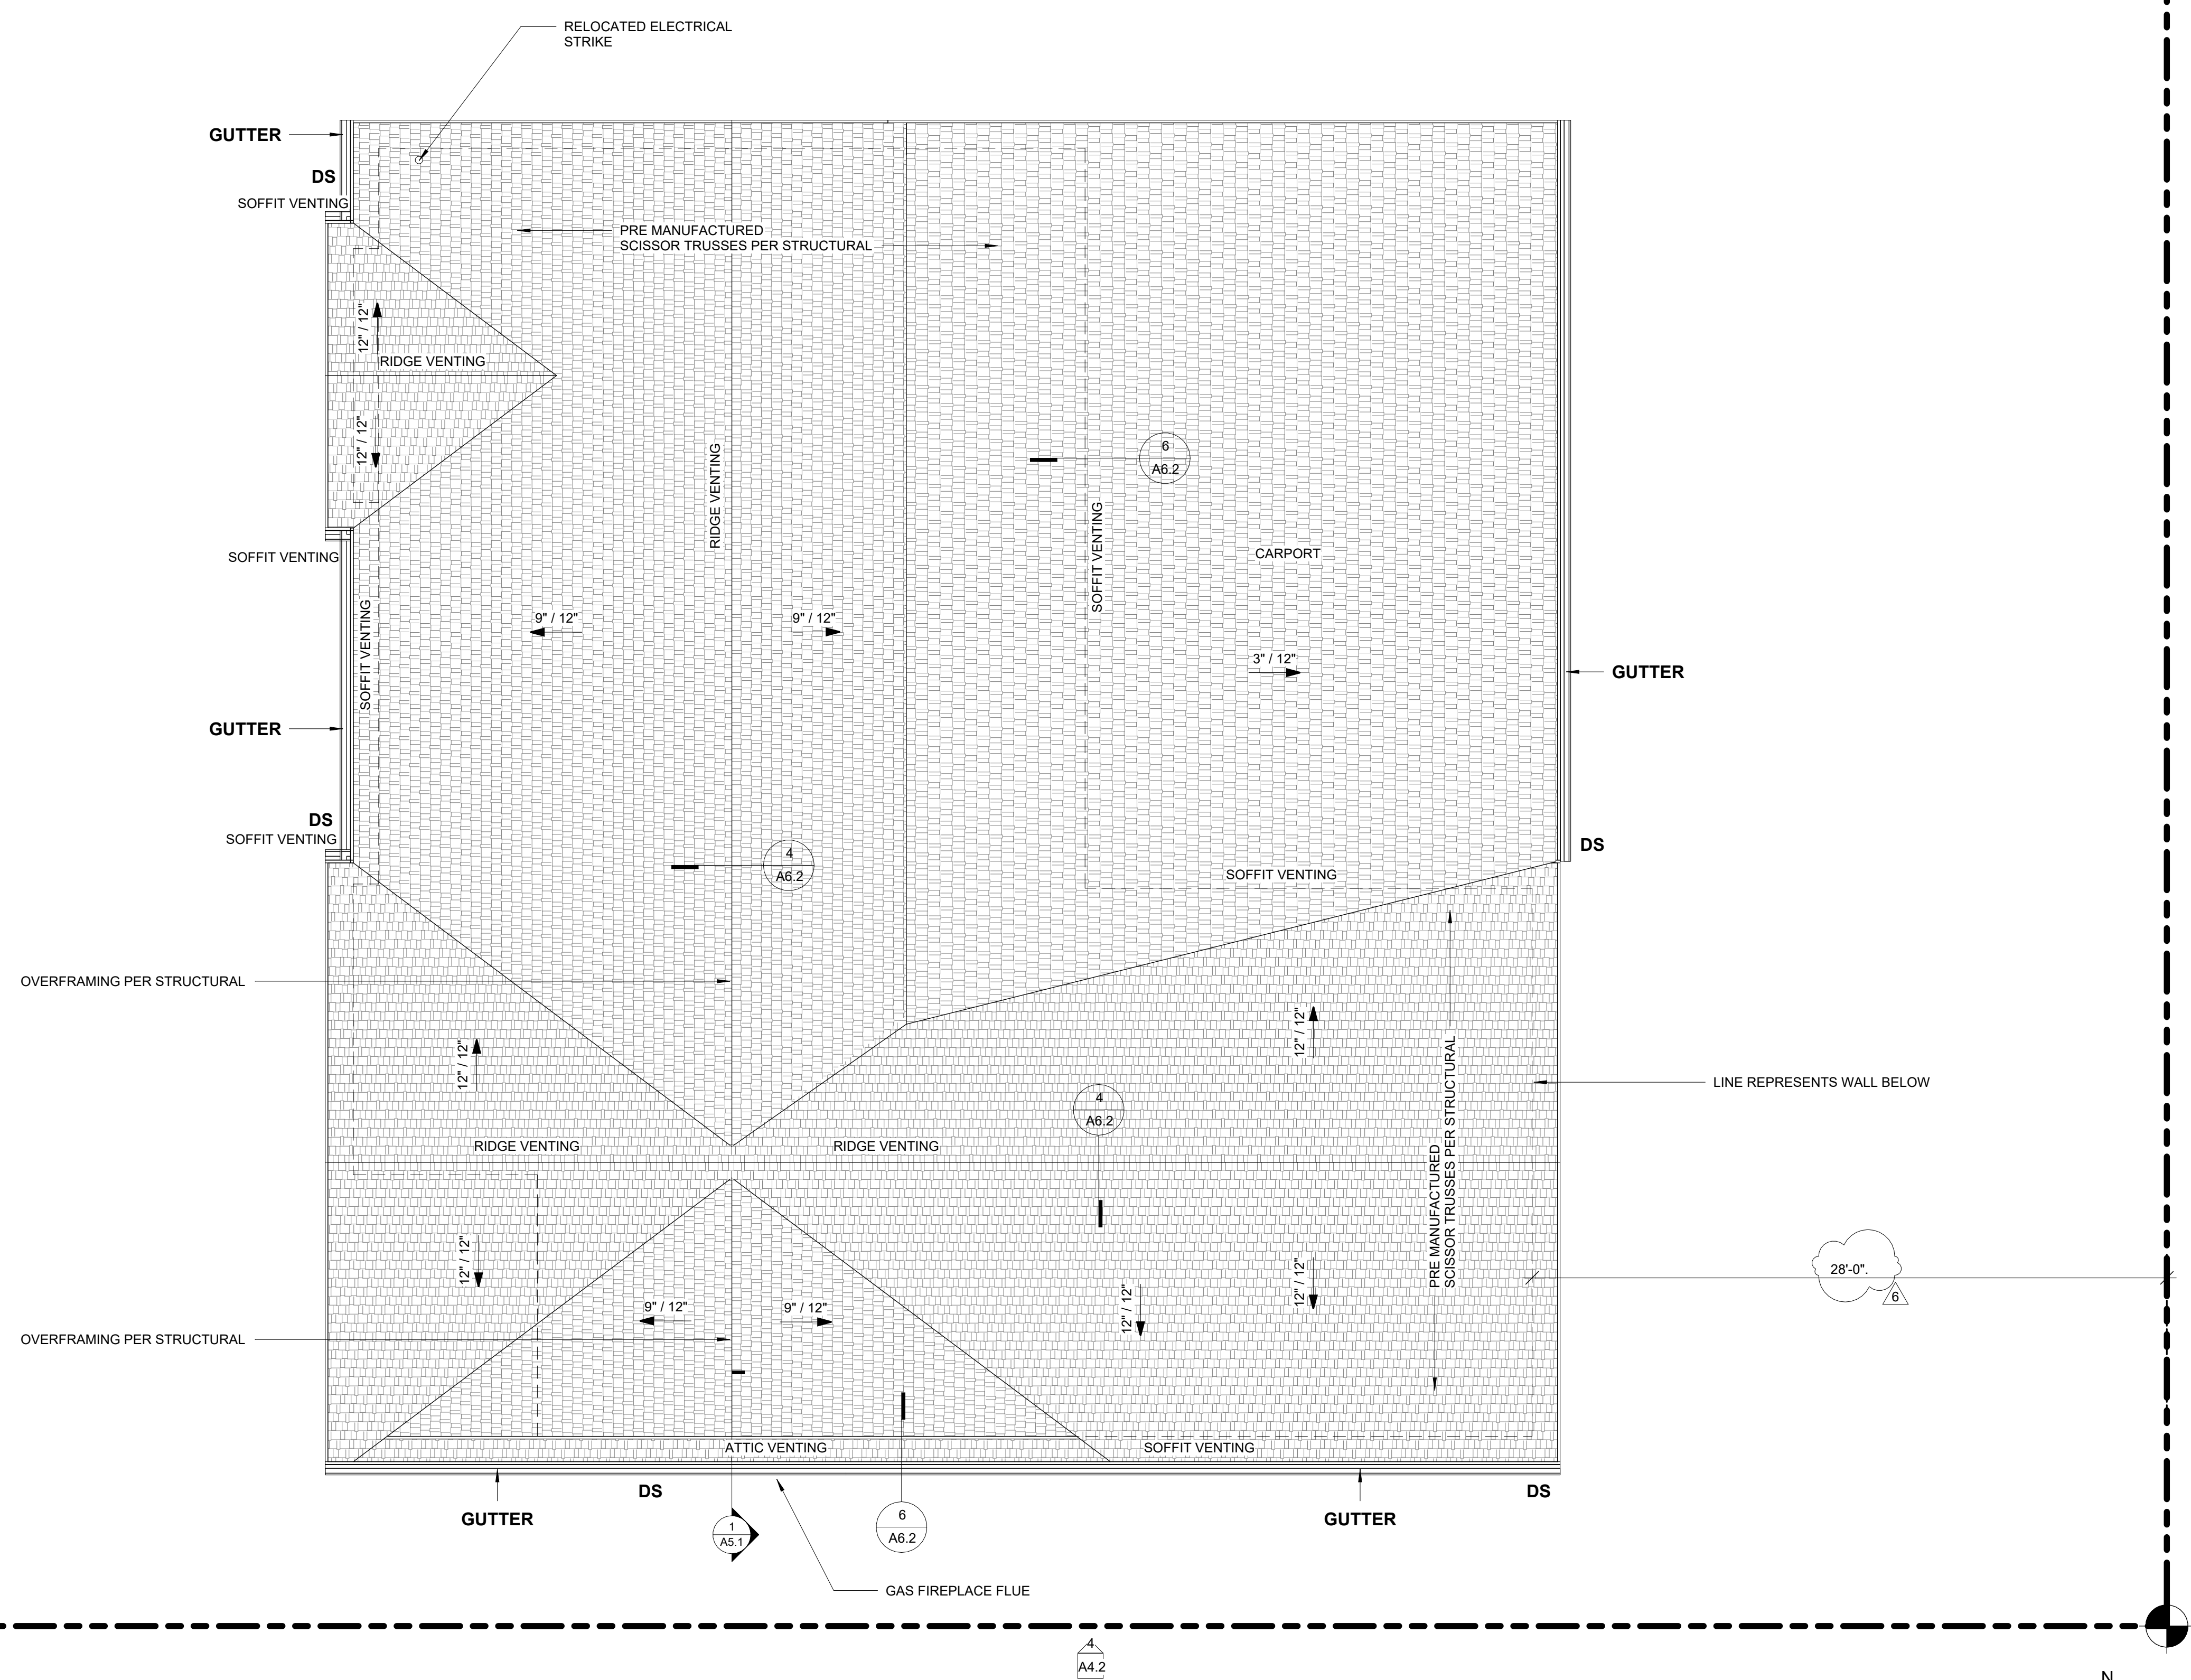 RELOCATED ELECTRICAL
STRIKE
GUTTER
DS
SOFFIT VENTING
PRE MANUFACTURED
SCISSOR TRUSSES PER STRUCTURAL
12" / 12"
RIDGE VENTING
12" / 12"
RIDGE VENTING
6
A6.2
SOFFIT VENTING
SOFFIT VENTING
CARPORT
SOFFIT VENTING
9" / 12"
9" / 12"
3" / 12"
GUTTER
GUTTER
DS
SOFFIT VENTING
DS
4
A6.2
SOFFIT VENTING
OVERFRAMING PER STRUCTURAL
12" / 12"
12" / 12"
PRE MANUFACTURED
SCISSOR TRUSSES PER STRUCTURAL
LINE REPRESENTS WALL BELOW
4
A6.2
RIDGE VENTING
RIDGE VENTING
12" / 12"
12" / 12"
12" / 12"
28'-0".
6
9" / 12"
9" / 12"
OVERFRAMING PER STRUCTURAL
ATTIC VENTING
SOFFIT VENTING
DS
DS
GUTTER
GUTTER
1
A5.1
6
A6.2
GAS FIREPLACE FLUE
4
A4.2
N